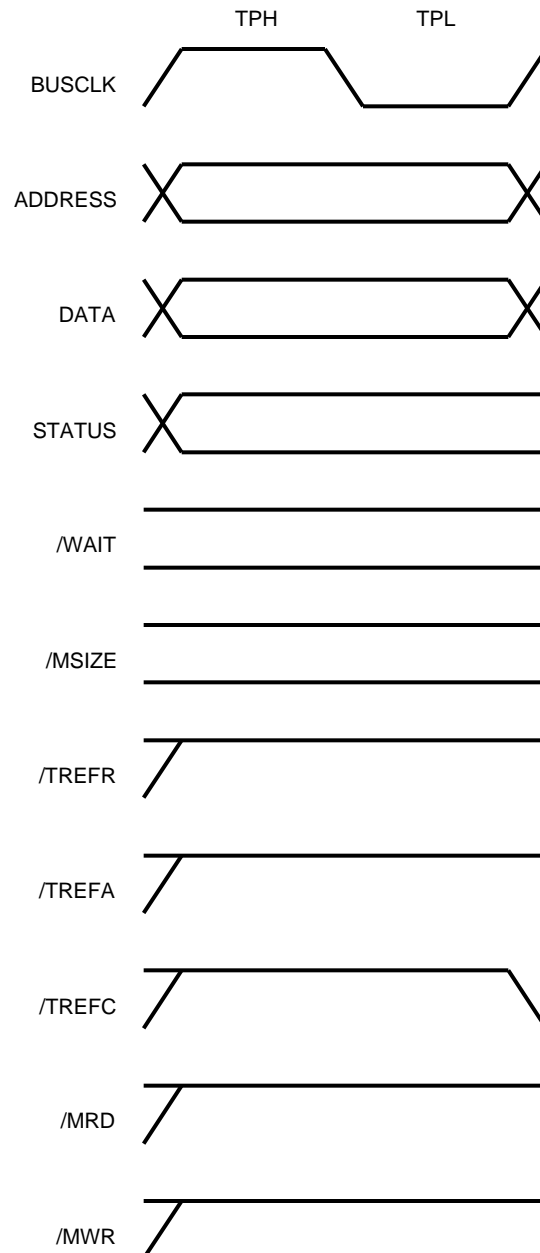 TPH TPL
BUSCLK
ADDRESS
DATA
STATUS
/WAIT
/MSIZE
/TREFR
/TREFA
/TREFC
/MRD
/MWR